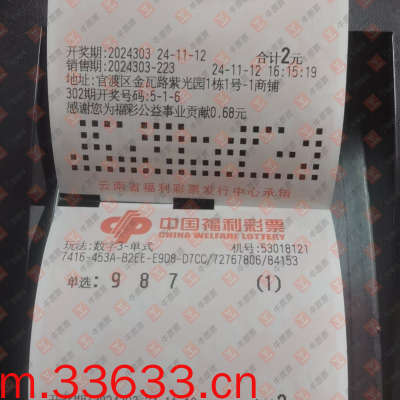 开奖期:2024303 24-11-12 合计2元
销售期:2024303-223 24-11-12 16:15:19
地址:官渡区金瓦路紫光园1栋1号-1商铺
302期开奖号码:5-1-6
感谢您为福彩公益事业贡献0.68元
云南省福利彩票发行中心承销
中国福利彩票
CHINA WELFARE LOTTERY
玩法:数字3-单式 机号:53018121
7416-453A-B2EE-E9D8-D7CC/72767806/B4153
单选: 9 8 7 (1)
m.33633.cn